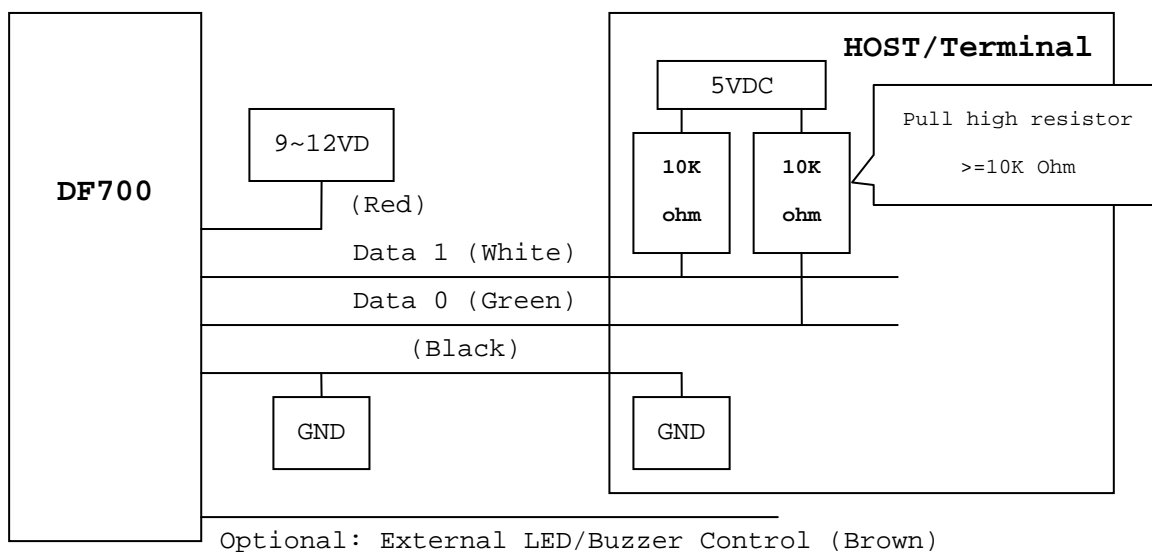 HOST/Terminal
5VDC
Pull high resistor
>=10K Ohm
9~12VD
10K
ohm
10K
ohm
DF700
(Red)
Data 1 (White)
Data 0 (Green)
(Black)
GND
GND
Optional: External LED/Buzzer Control (Brown)